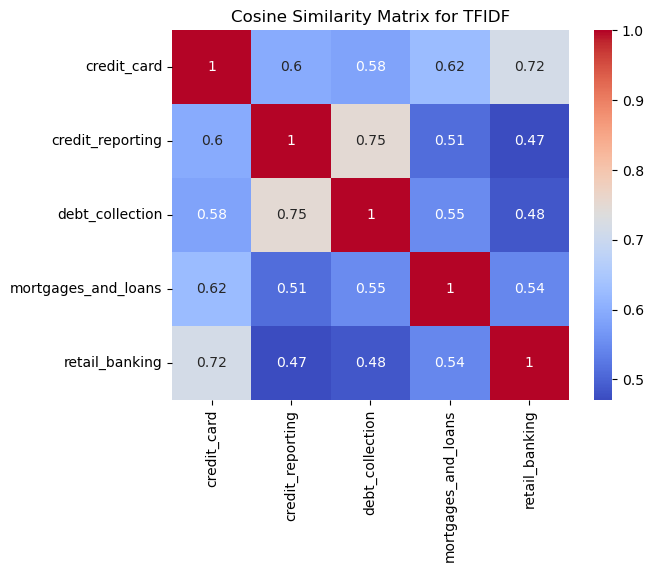 Cosine Similarity Matrix for TFIDF
credit_card 1 0.6 0.58 0.62 0.72
credit_reporting 0.6 1 0.75 0.51 0.47
debt_collection 0.58 0.75 1 0.55 0.48
mortgages_and_loans 0.62 0.51 0.55 1 0.54
retail_banking 0.72 0.47 0.48 0.54 1
credit_card
credit_reporting
debt_collection
mortgages_and_loans
retail_banking
1.0
0.9
0.8
0.7
0.6
0.5